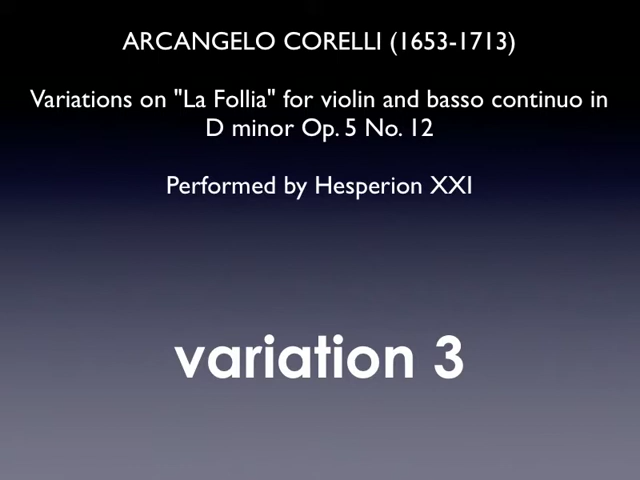 ARCANGELO CORELLI (1653-1713)
Variations on "La Follia" for violin and basso continuo in
D minor Op. 5 No. 12
Performed by Hesperion XXI
variation 3